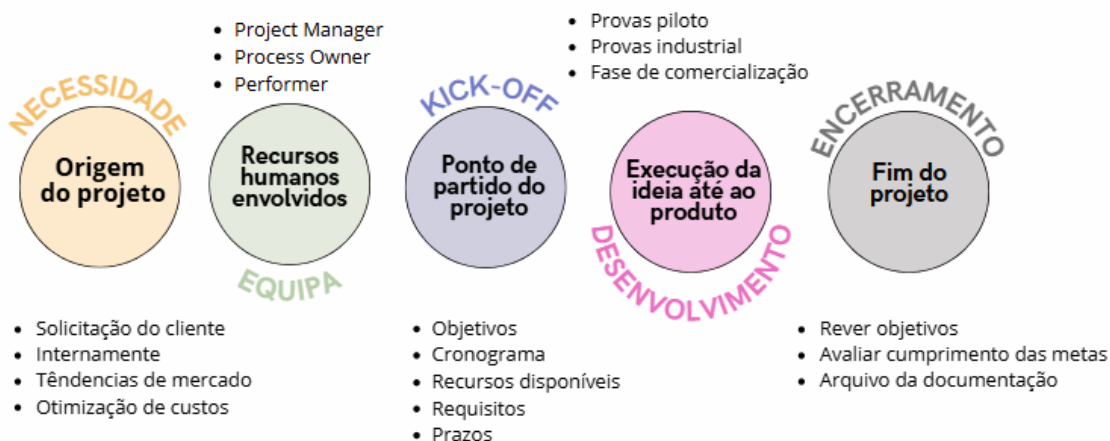 NECESSIDADE
Origem
do projeto
• Solicitação do cliente
• Internamente
• Têndencias de mercado
• Otimização de custos
• Project Manager
• Process Owner
• Performer
Recursos
humanos
envolvidos
EQUIPA
KICK-OFF
Ponto de
partido do
projeto
• Objetivos
• Cronograma
• Recursos disponíveis
• Requisitos
• Prazos
• Provas piloto
• Provas industrial
• Fase de comercialização
Execução da
ideia até ao
produto
DESENVOLVIMENTO
ENCERRAMENTO
Fim do
projeto
• Rever objetivos
• Avaliar cumprimento das metas
• Arquivo da documentação